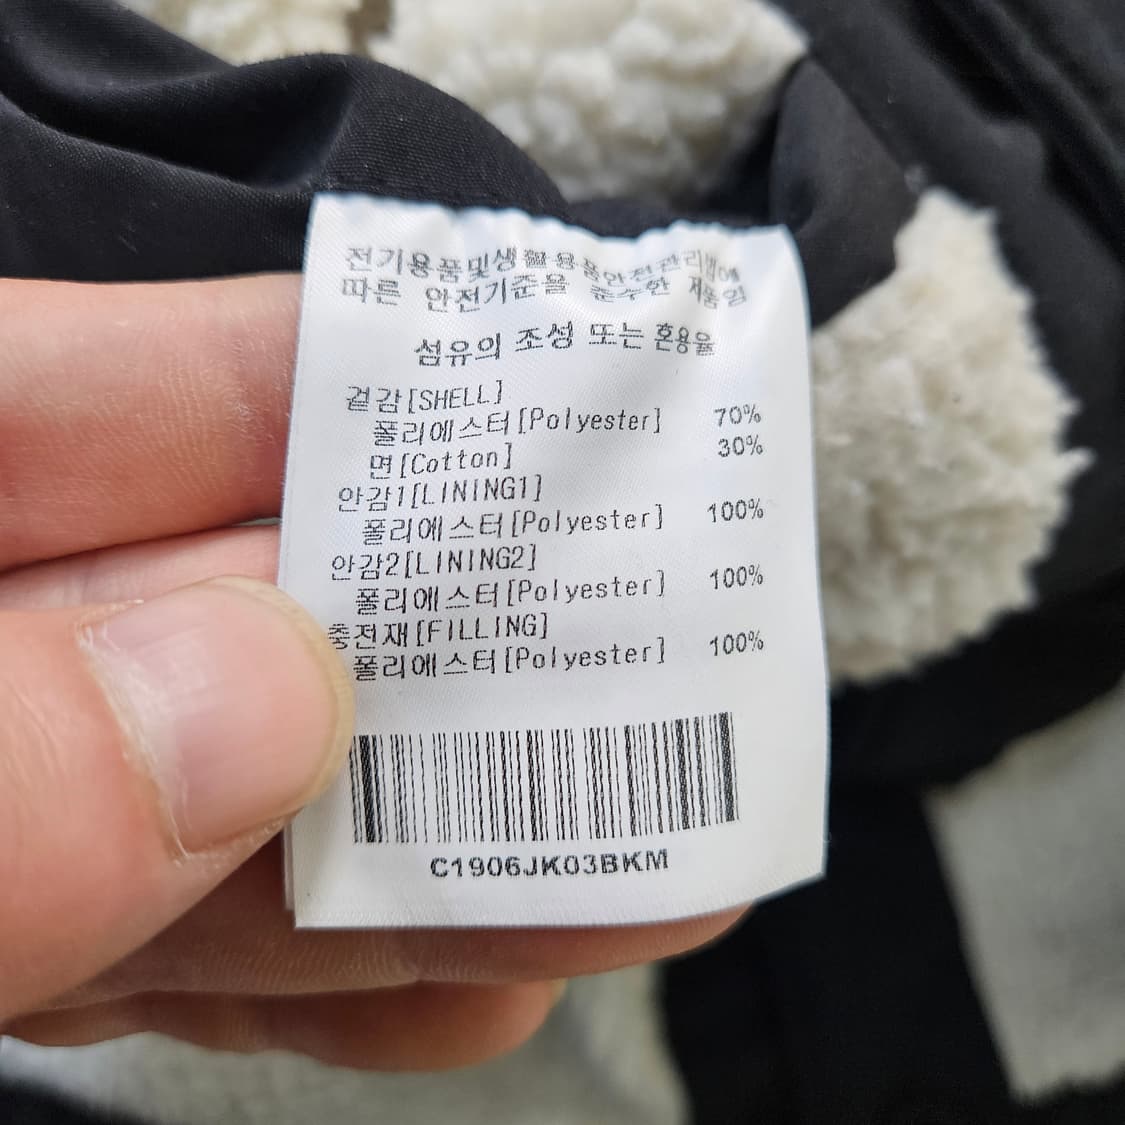 전기용품및생활용품안전관리법에
따른 안전기준을 준수한 제품임
섬유의 조성 또는 혼용율
겉감[SHELL]
폴리에스터[Polyester] 70%
면[Cotton] 30%
안감1[LINING1]
폴리에스터[Polyester] 100%
안감2[LINING2]
폴리에스터[Polyester] 100%
충전재[FILLING]
폴리에스터[Polyester] 100%
C1906JK03BKM